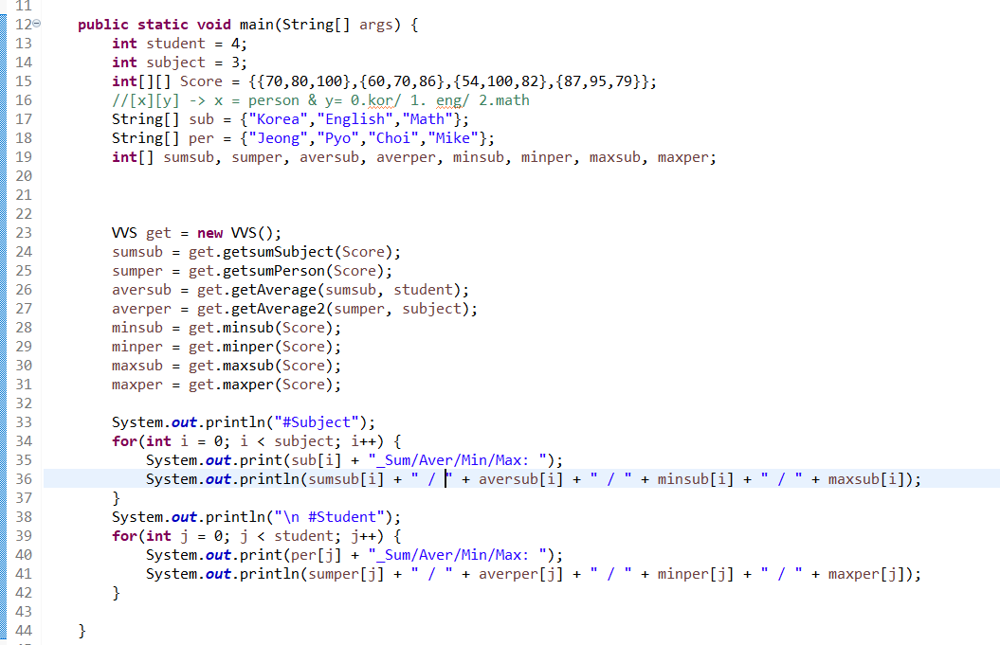 11
12 public static void main(String[] args) {
13 int student = 4;
14 int subject = 3;
15 int[][] Score = {{70,80,100},{60,70,86},{54,100,82},{87,95,79}};
16 //[x][y] -> x = person & y= 0.kor/ 1. eng/ 2.math
17 String[] sub = {"Korea","English","Math"};
18 String[] per = {"Jeong","Pyo","Choi","Mike"};
19 int[] sumsub, sumper, aversub, averper, minsub, minper, maxsub, maxper;
20
21
22
23 VVS get = new VVS();
24 sumsub = get.getsumSubject(Score);
25 sumper = get.getsumPerson(Score);
26 aversub = get.getAverage(sumsub, student);
27 averper = get.getAverage2(sumper, subject);
28 minsub = get.minsub(Score);
29 minper = get.minper(Score);
30 maxsub = get.maxsub(Score);
31 maxper = get.maxper(Score);
32
33 System.out.println("#Subject");
34 for(int i = 0; i < subject; i++) {
35 System.out.print(sub[i] + "_Sum/Aver/Min/Max: ");
36 System.out.println(sumsub[i] + " / " + aversub[i] + " / " + minsub[i] + " / " + maxsub[i]);
37 }
38 System.out.println("\n #Student");
39 for(int j = 0; j < student; j++) {
40 System.out.print(per[j] + "_Sum/Aver/Min/Max: ");
41 System.out.println(sumper[j] + " / " + averper[j] + " / " + minper[j] + " / " + maxper[j]);
42 }
43
44 }